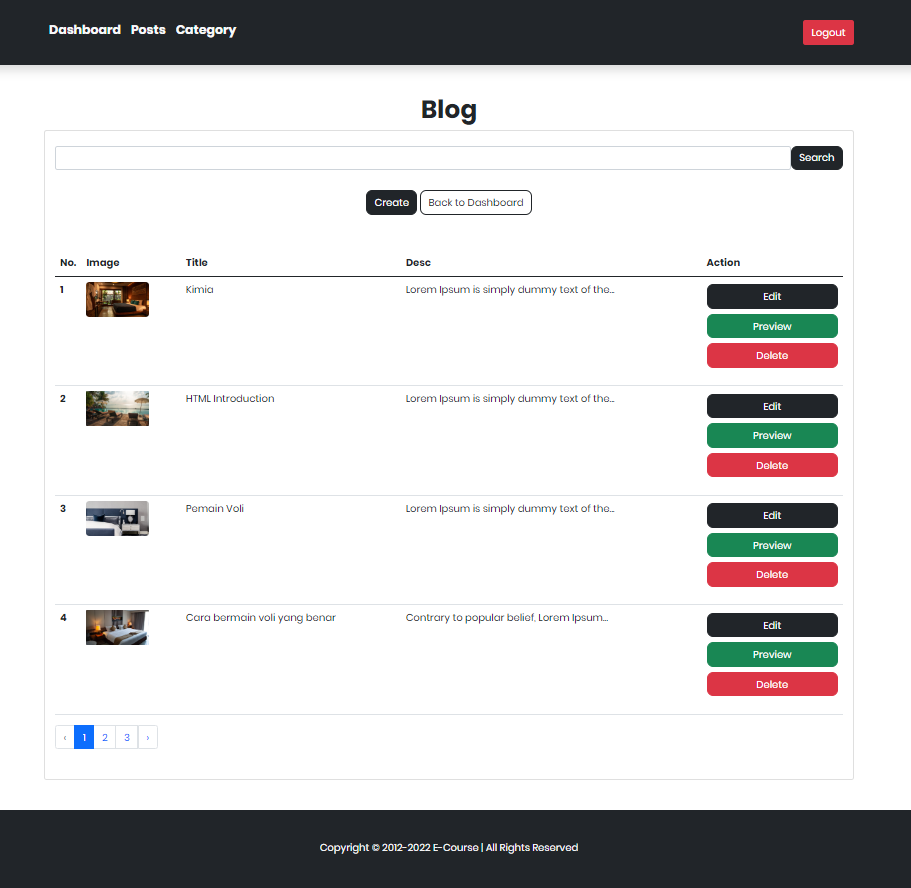 Dashboard Posts Category Logout
Blog
Search
Create Back to Dashboard
No. Image Title Desc Action
1 Kimia Lorem Ipsum is simply dummy text of the... Edit
Preview
Delete
2 HTML Introduction Lorem Ipsum is simply dummy text of the... Edit
Preview
Delete
3 Pemain Voli Lorem Ipsum is simply dummy text of the... Edit
Preview
Delete
4 Cara bermain voli yang benar Contrary to popular belief, Lorem Ipsum... Edit
Preview
Delete
‹ 1 2 3 ›
Copyright © 2012-2022 E-Course | All Rights Reserved